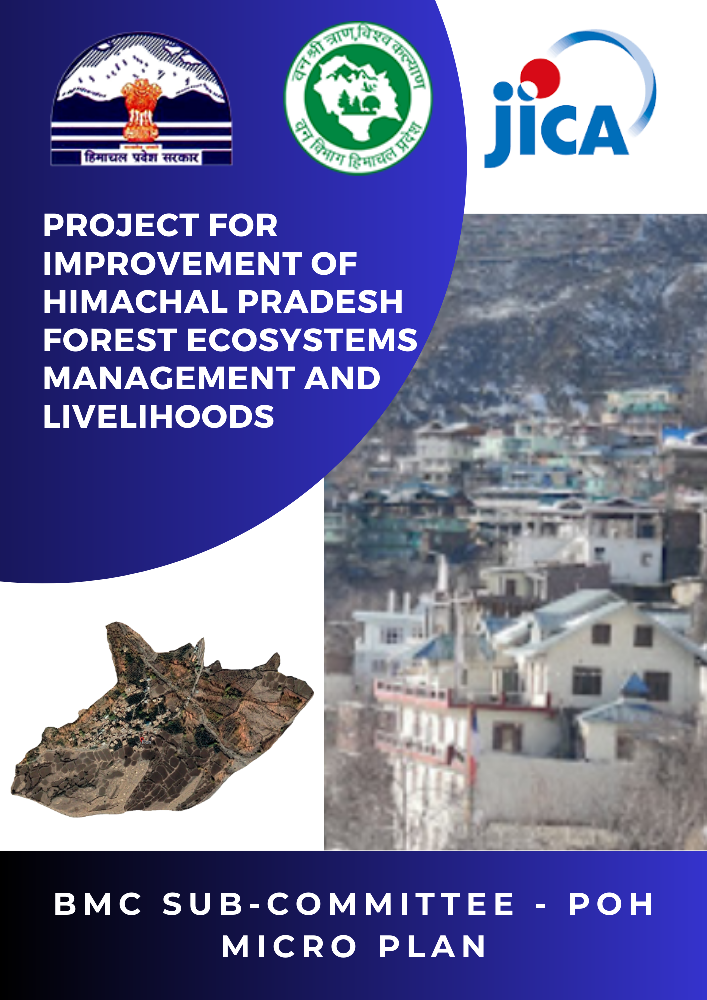 हिमाचल प्रदेश सरकार
वन श्री त्राण, विश्व कल्याण
वन विभाग हिमाचल प्रदेश
jICA
PROJECT FOR
IMPROVEMENT OF
HIMACHAL PRADESH
FOREST ECOSYSTEMS
MANAGEMENT AND
LIVELIHOODS
BMC SUB-COMMITTEE - POH
MICRO PLAN